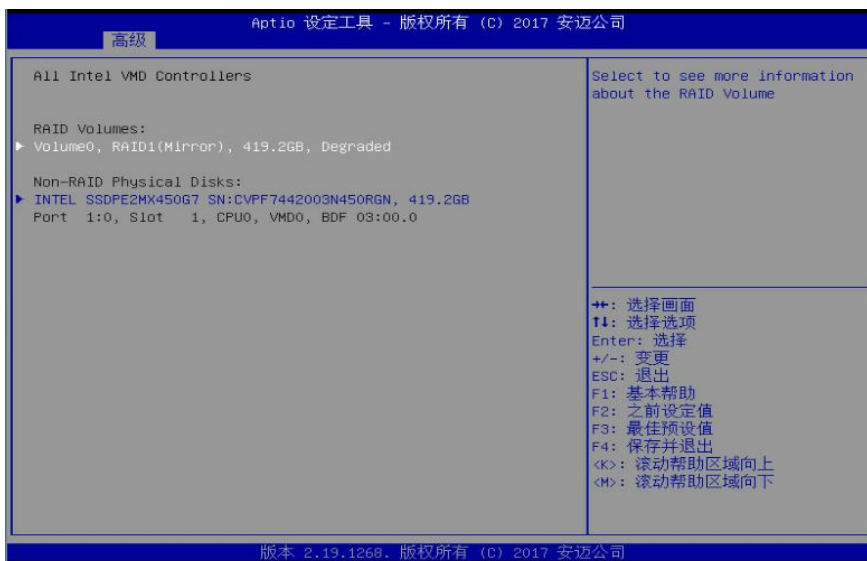 Aptio 设定工具 - 版权所有 (C) 2017 安迈公司
高级
All Intel VMD Controllers
RAID Volumes:
Volume0, RAID1(Mirror), 419.2GB, Degraded
Non-RAID Physical Disks:
INTEL SSDPE2MX450G7 SN:CVPF7442003N450RGN, 419.2GB
Port 1:0, Slot 1, CPU0, VMD0, BDF 03:00.0
Select to see more information
about the RAID Volume
→←: 选择画面
↑↓: 选择选项
Enter: 选择
+/-: 变更
ESC: 退出
F1: 基本帮助
F2: 之前设定值
F3: 最佳预设值
F4: 保存并退出
<K>: 滚动帮助区域向上
<M>: 滚动帮助区域向下
版本 2.19.1268. 版权所有 (C) 2017 安迈公司